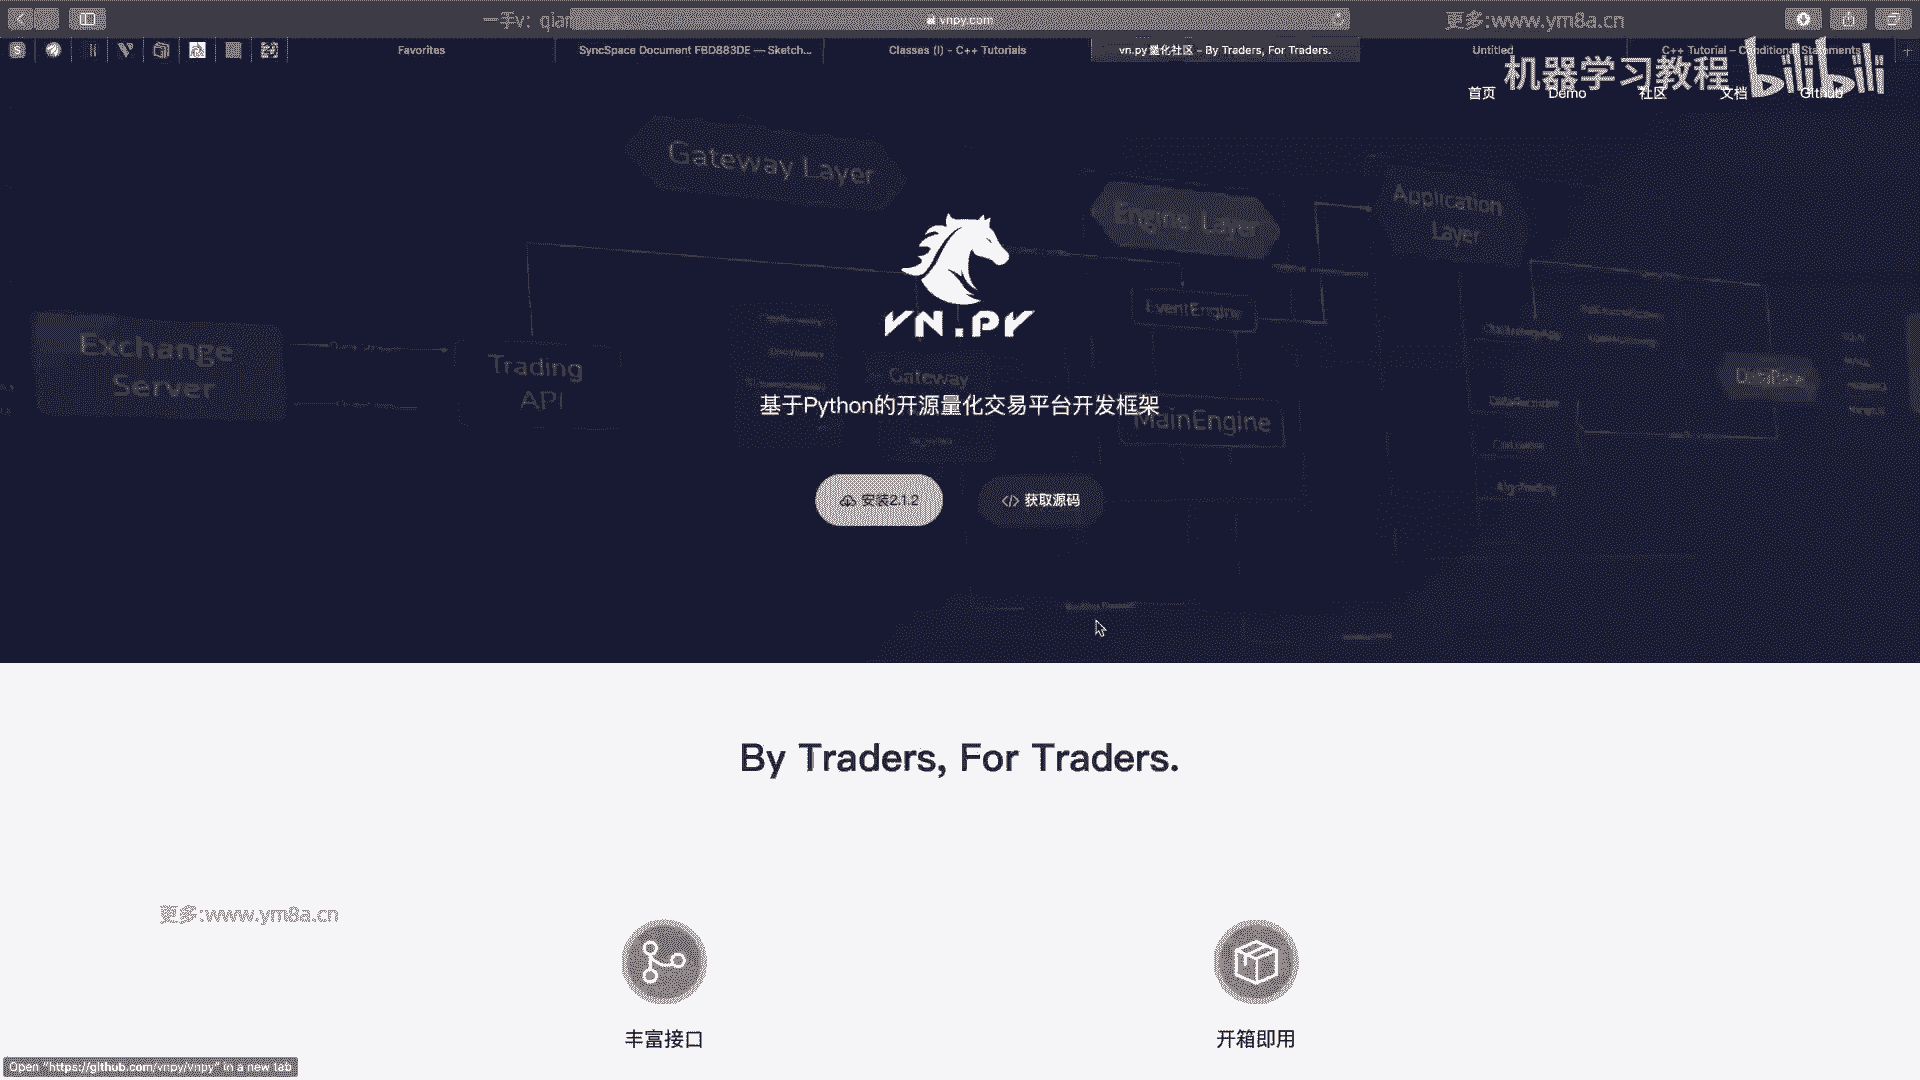 一手v: qian
vnpy.com
更多:www.ym8a.cn
Favorites
SyncSpace Document FBD883DE — Sketch...
Classes (I) - C++ Tutorials
vn.py 量化社区 - By Traders, For Traders.
Untitled
C++ Tutorial – Conditional Statements
机器学习教程 bilibili
首页 Demo 社区 文档 Github
Gateway Layer
Engine Layer
Application
Layer
EventEngine
VN.PY
Exchange
Server
Trading
API
Gateway
DataBase
基于Python的开源量化交易平台开发框架
MainEngine
安装2.1.2
获取源码
By Traders, For Traders.
更多:www.ym8a.cn
丰富接口
开箱即用
Open "https://github.com/vnpy/vnpy" in a new tab